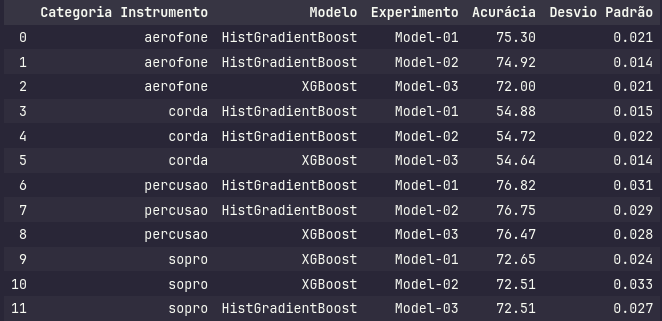 Categoria Instrumento Modelo Experimento Acurácia Desvio Padrão
0 aerofone HistGradientBoost Model-01 75.30 0.021
1 aerofone HistGradientBoost Model-02 74.92 0.014
2 aerofone XGBoost Model-03 72.00 0.021
3 corda HistGradientBoost Model-01 54.88 0.015
4 corda HistGradientBoost Model-02 54.72 0.022
5 corda XGBoost Model-03 54.64 0.014
6 percusao HistGradientBoost Model-01 76.82 0.031
7 percusao HistGradientBoost Model-02 76.75 0.029
8 percusao XGBoost Model-03 76.47 0.028
9 sopro XGBoost Model-01 72.65 0.024
10 sopro XGBoost Model-02 72.51 0.033
11 sopro HistGradientBoost Model-03 72.51 0.027